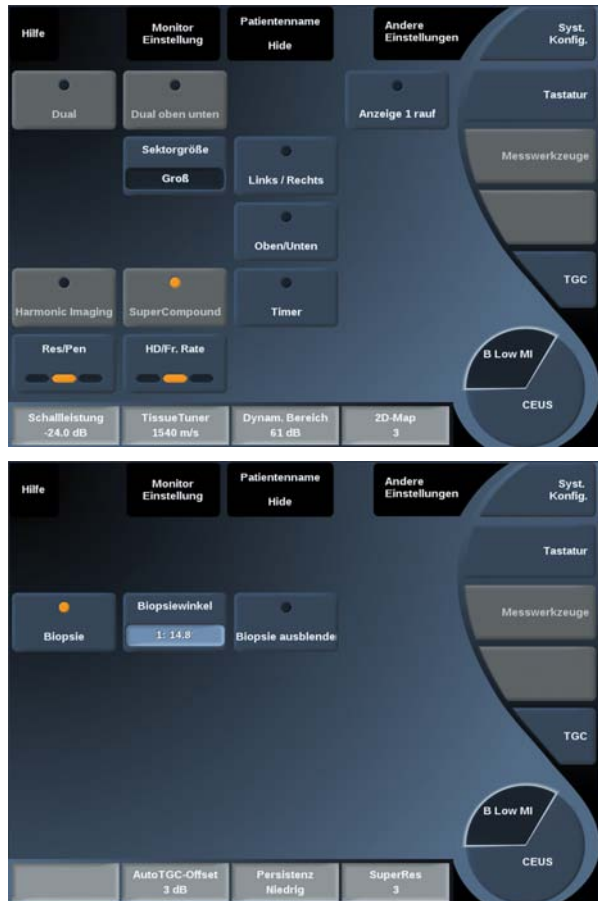 Hilfe
Monitor
Einstellung
Patientenname
Hide
Andere
Einstellungen
Syst.
Konfig.
Tastatur
Dual
Dual oben unten
Anzeige 1 rauf
Sektorgröße
Groß
Links / Rechts
Messwerkzeuge
Oben/Unten
TGC
Harmonic Imaging
SuperCompound
Timer
Res/Pen
HD/Fr. Rate
B Low MI
CEUS
Schallleistung
-24.0 dB
TissueTuner
1540 m/s
Dynam. Bereich
61 dB
2D-Map
3
Hilfe
Monitor
Einstellung
Patientenname
Hide
Andere
Einstellungen
Syst.
Konfig.
Tastatur
Biopsie
Biopsiewinkel
1: 14.8
Biopsie ausblende
Messwerkzeuge
TGC
B Low MI
CEUS
AutoTGC-Offset
3 dB
Persistenz
Niedrig
SuperRes
3